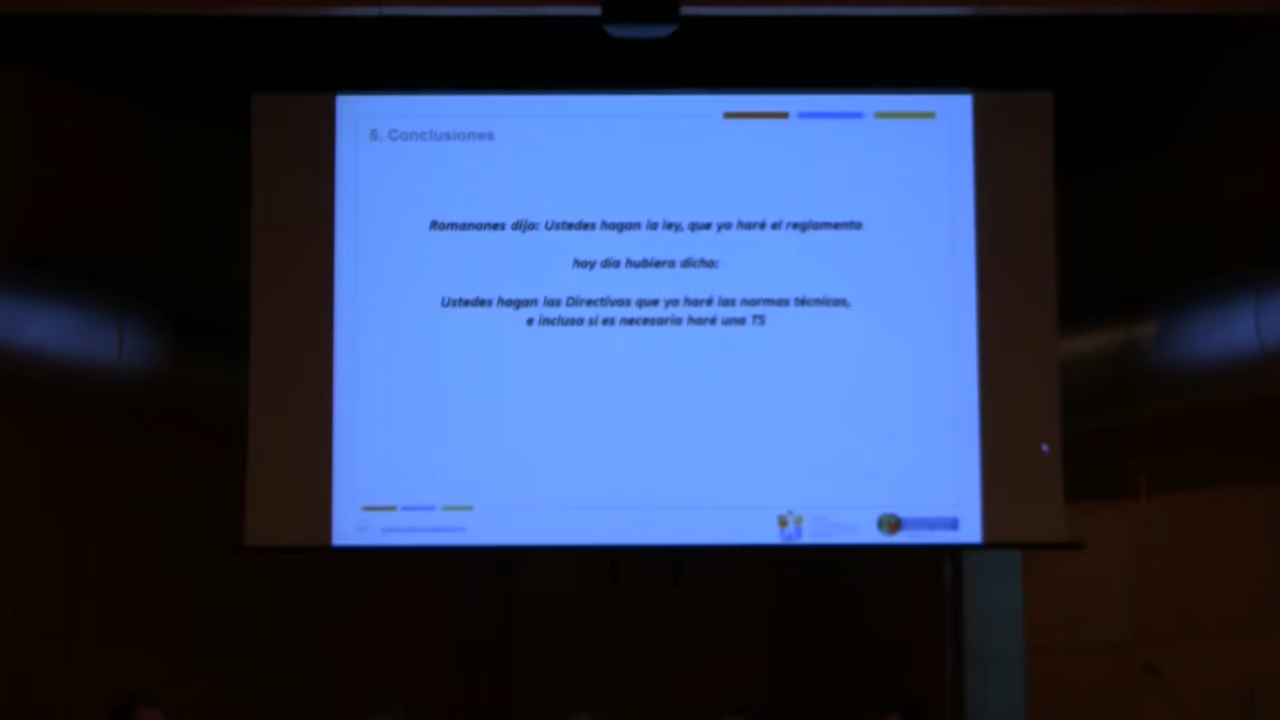 5. Conclusiones
Romanones dijo: Ustedes hagan la ley, que yo haré el reglamento
hoy día hubiera dicho:
Ustedes hagan las Directivas que yo haré las normas técnicas,
e incluso si es necesario haré una TS